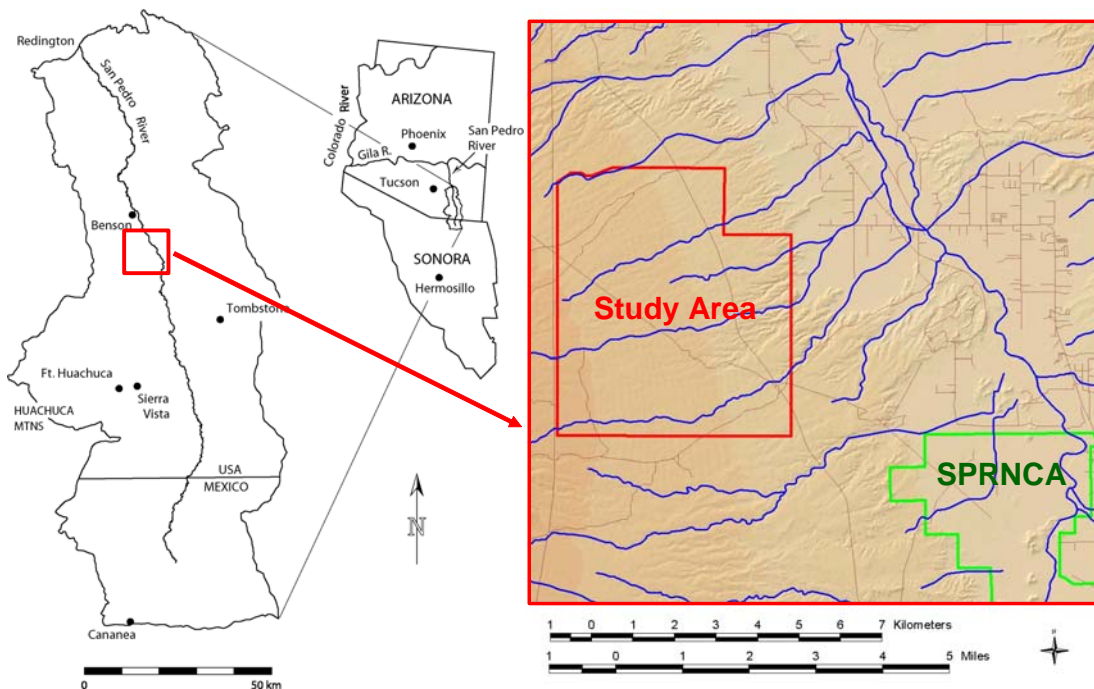 Redington
San Pedro
River
Benson
Tombstone
Ft. Huachuca
Sierra
Vista
HUACHUCA
MTNS
USA
MEXICO
Cananea
0 50 km
N
ARIZONA
Colorado River
Phoenix
San Pedro
River
Gila R.
Tucson
SONORA
Hermosillo
Study Area
SPRNCA
1 0 1 2 3 4 5 6 7 Kilometers
1 0 1 2 3 4 5 Miles